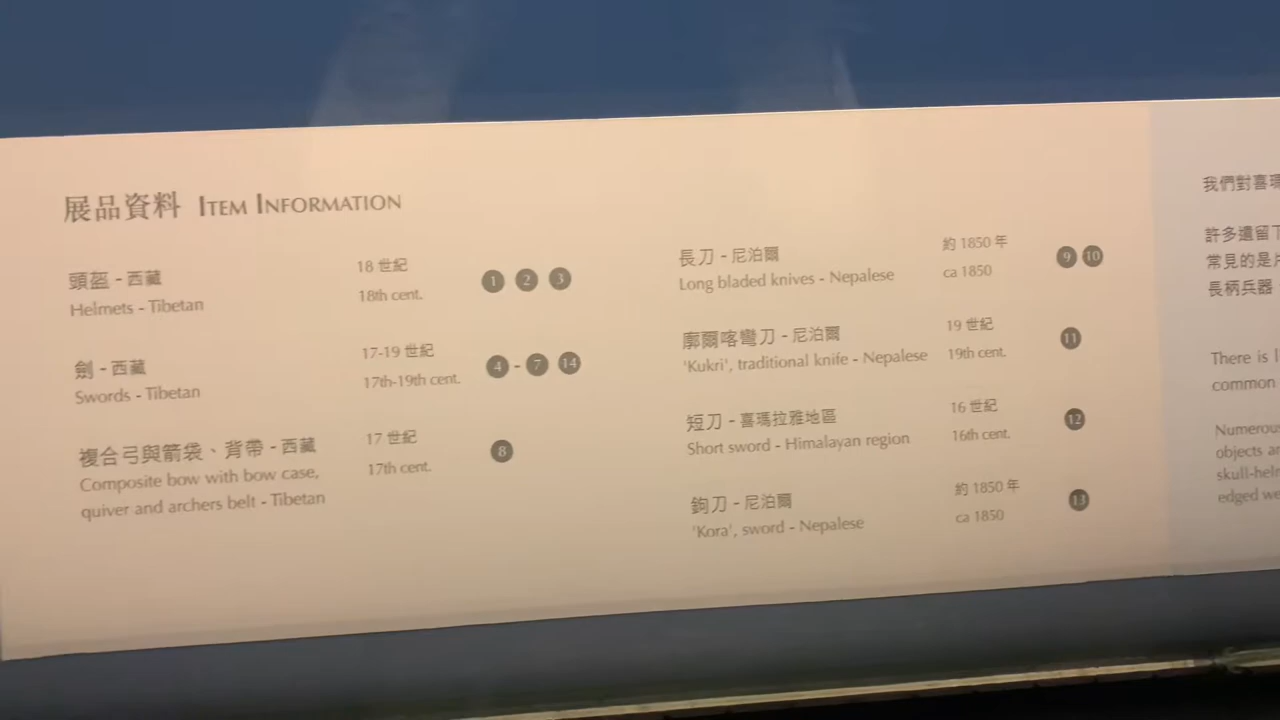 展品資料 ITEM INFORMATION
頭盔 - 西藏 18 世紀 1 2 3
Helmets - Tibetan 18th cent.
劍 - 西藏 17-19 世紀 4 - 7 14
Swords - Tibetan 17th-19th cent.
複合弓與箭袋、背帶 - 西藏 17 世紀 8
Composite bow with bow case, 17th cent.
quiver and archers belt - Tibetan
長刀 - 尼泊爾 約 1850 年 9 10
Long bladed knives - Nepalese ca 1850
廓爾喀彎刀 - 尼泊爾 19 世紀 11
'Kukri', traditional knife - Nepalese 19th cent.
短刀 - 喜瑪拉雅地區 16 世紀 12
Short sword - Himalayan region 16th cent.
鉤刀 - 尼泊爾 約 1850 年 13
'Kora', sword - Nepalese ca 1850
我們對喜瑪
許多遺留下
常見的是
長柄兵器
There is
common
Numerous
objects
edged